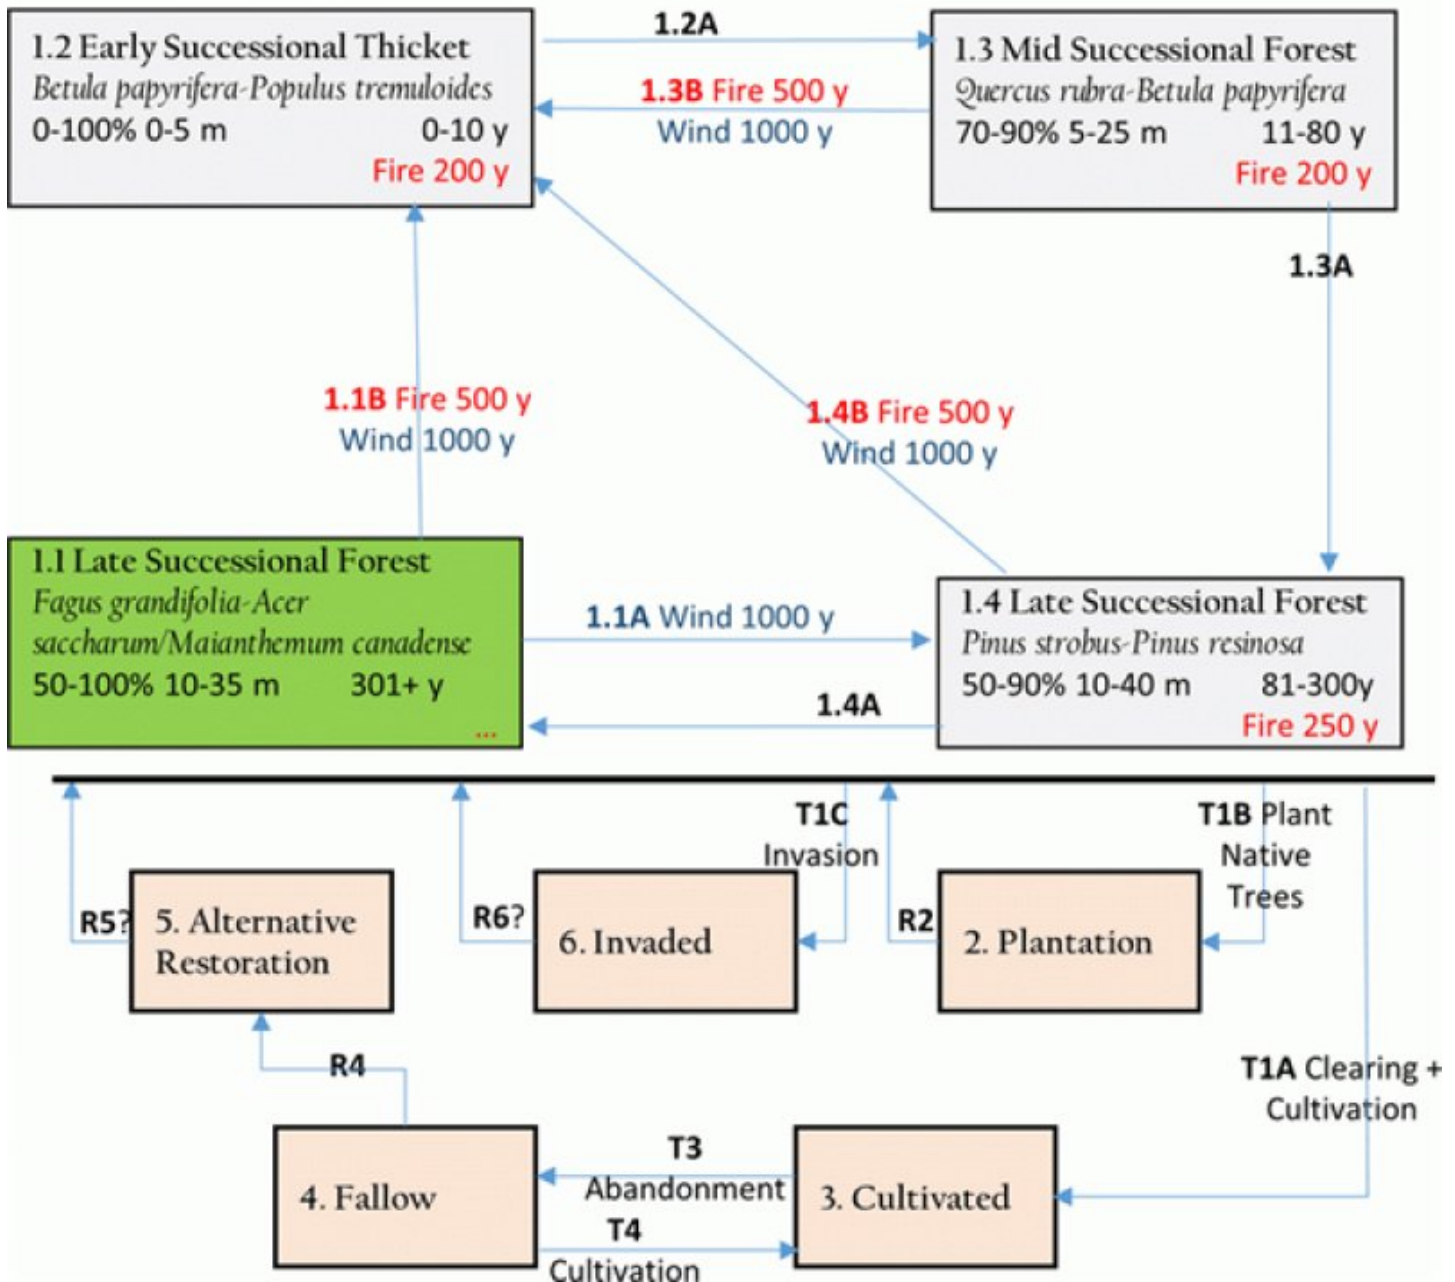 1.2 Early Successional Thicket
Betula papyrifera-Populus tremuloides
0-100% 0-5 m 0-10 y
Fire 200 y
1.2A
1.3B Fire 500 y
Wind 1000 y
1.3 Mid Successional Forest
Quercus rubra-Betula papyrifera
70-90% 5-25 m 11-80 y
Fire 200 y
1.3A
1.1B Fire 500 y
Wind 1000 y
1.4B Fire 500 y
Wind 1000 y
1.1 Late Successional Forest
Fagus grandifolia-Acer
saccharum/Maianthemum canadense
50-100% 10-35 m 301+ y
...
1.1A Wind 1000 y
1.4A
1.4 Late Successional Forest
Pinus strobus-Pinus resinosa
50-90% 10-40 m 81-300y
Fire 250 y
R5?
5. Alternative
Restoration
R6?
6. Invaded
T1C
Invasion
R2
2. Plantation
T1B Plant
Native
Trees
R4
T1A Clearing +
Cultivation
4. Fallow
T3
Abandonment
T4
Cultivation
3. Cultivated